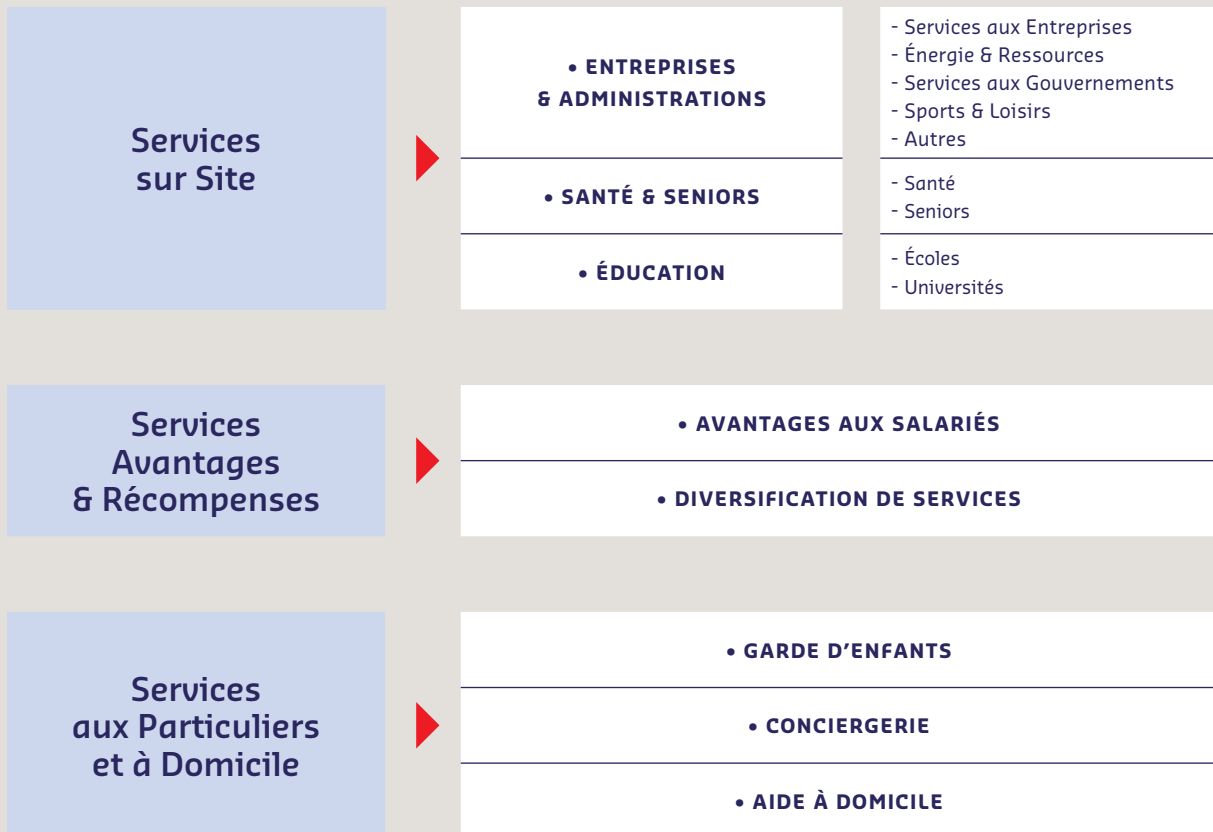 Services
sur Site
• ENTREPRISES
& ADMINISTRATIONS
- Services aux Entreprises
- Énergie & Ressources
- Services aux Gouvernements
- Sports & Loisirs
- Autres
• SANTÉ & SENIORS
- Santé
- Seniors
• ÉDUCATION
- Écoles
- Universités
Services
Avantages
& Récompenses
• AVANTAGES AUX SALARIÉS
• DIVERSIFICATION DE SERVICES
Services
aux Particuliers
et à Domicile
• GARDE D’ENFANTS
• CONCIERGERIE
• AIDE À DOMICILE